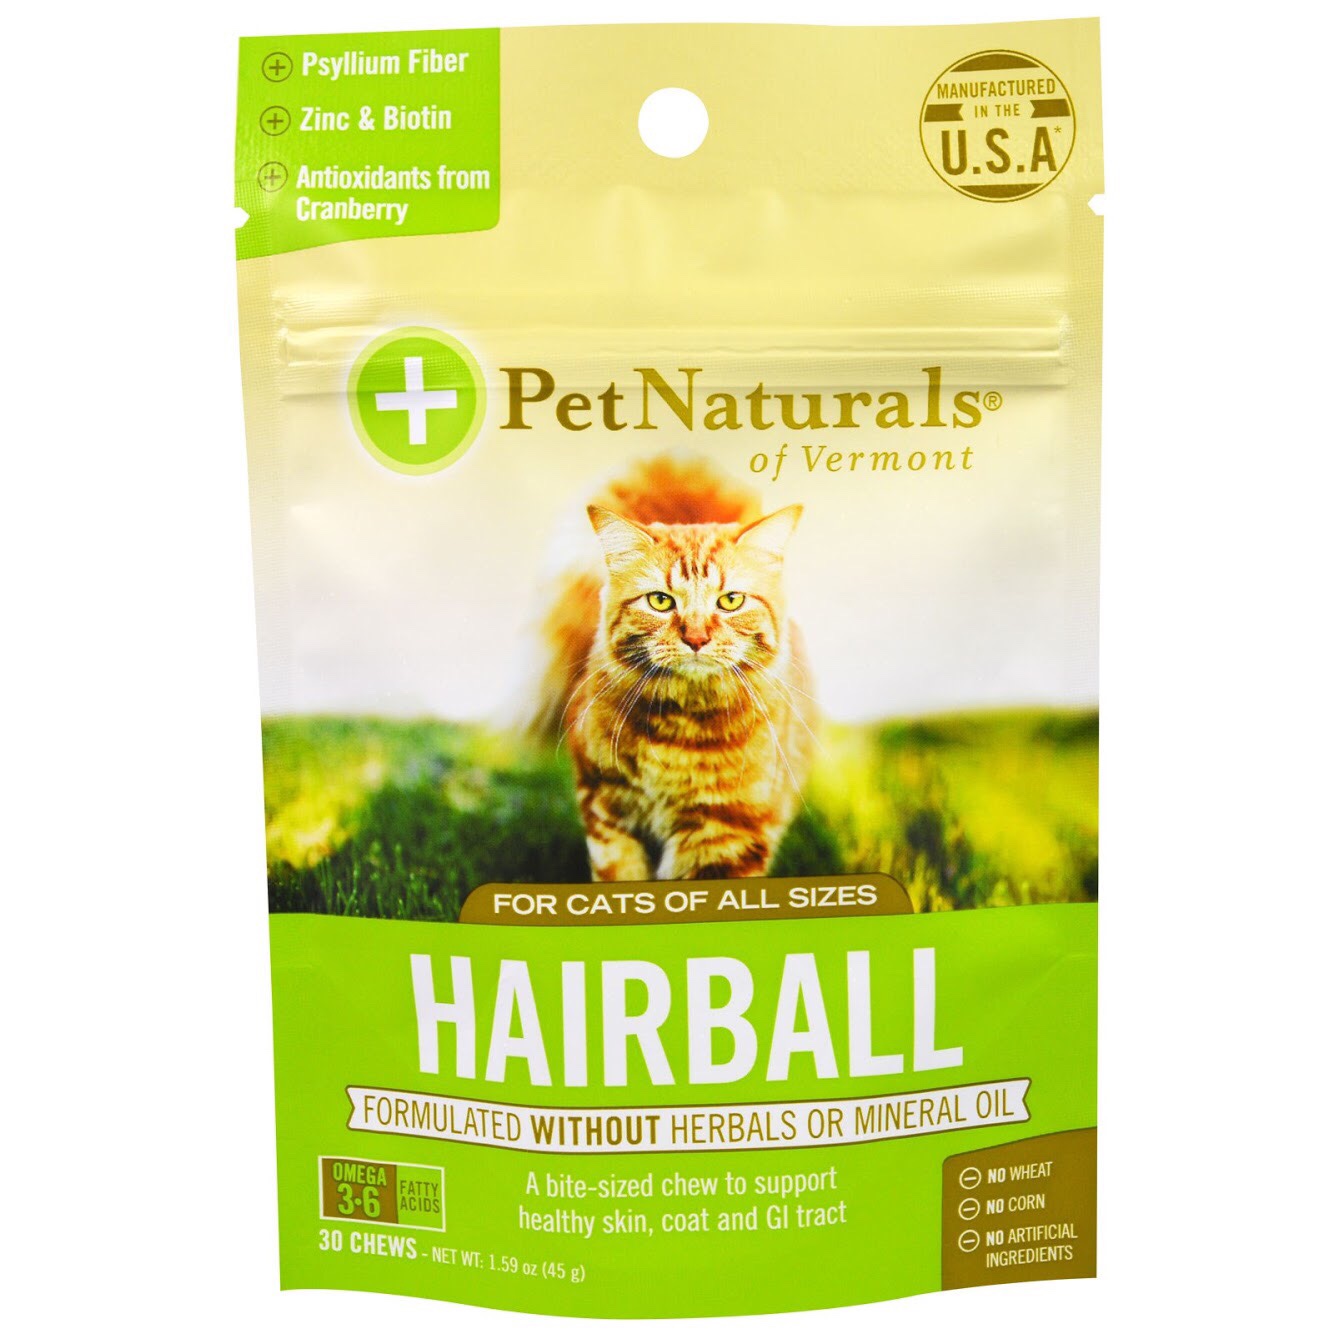 Psyllium Fiber
Zinc & Biotin
Antioxidants from
Cranberry
MANUFACTURED
IN THE
U.S.A*
PetNaturals®
of Vermont
FOR CATS OF ALL SIZES
HAIRBALL
FORMULATED WITHOUT HERBALS OR MINERAL OIL
OMEGA
3•6
FATTY
ACIDS
A bite-sized chew to support
healthy skin, coat and GI tract
30 CHEWS - NET WT: 1.59 oz (45 g)
NO WHEAT
NO CORN
NO ARTIFICIAL
INGREDIENTS